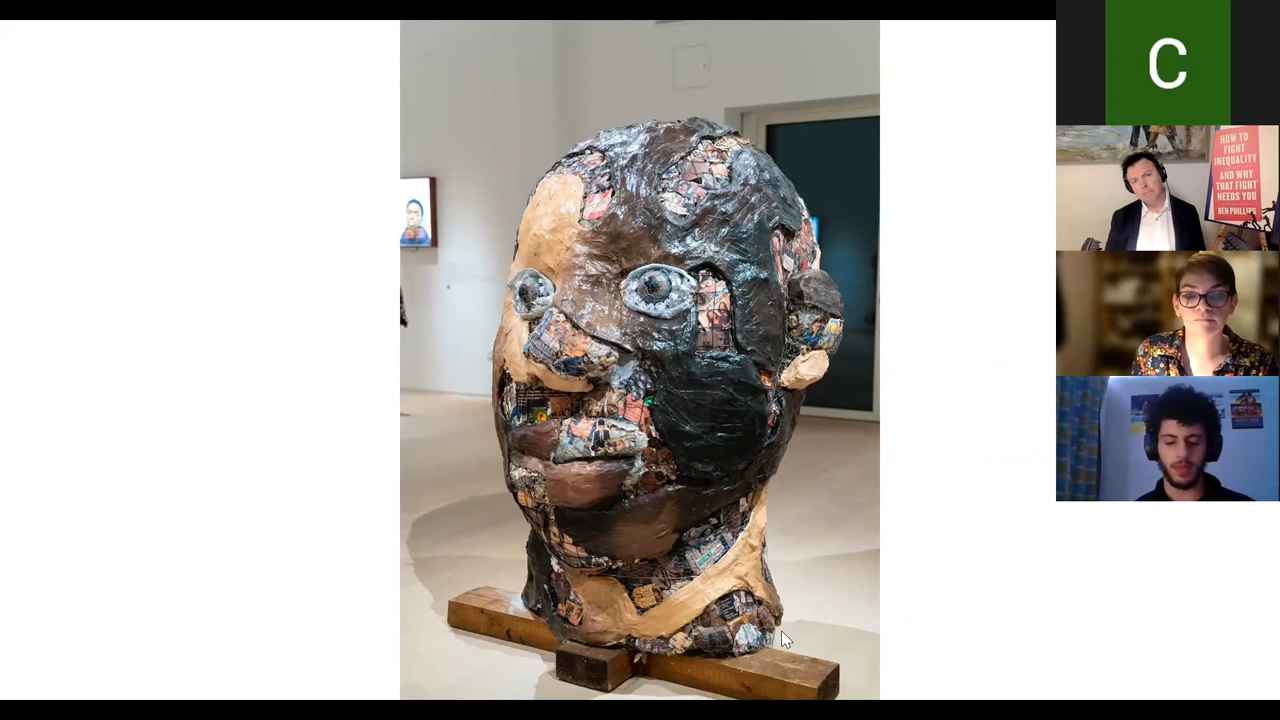 C
HOW TO
FIGHT
INEQUALITY
AND WHY
THAT FIGHT
NEEDS YOU
BEN PHILLIPS